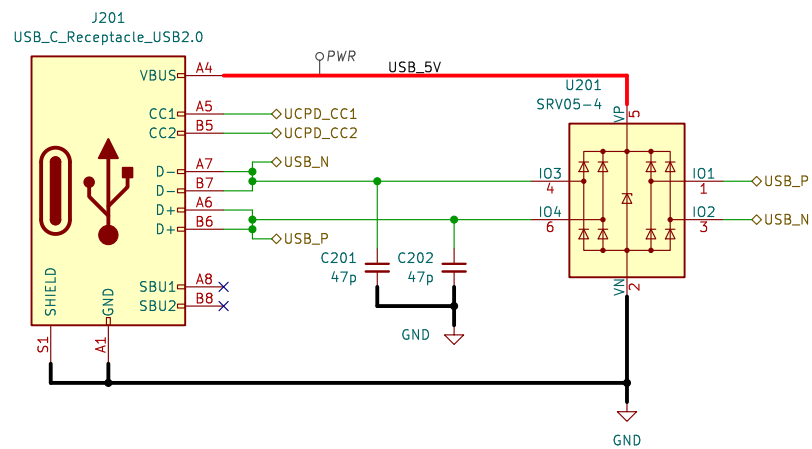 J201
USB_C_Receptacle_USB2.0
VBUS A4
PWR
USB_5V
U201
SRV05-4
CC1 A5 UCPD_CC1
CC2 B5 UCPD_CC2
D- A7 USB_N
D- B7
D+ A6
D+ B6 USB_P
SBU1 A8
SBU2 B8
SHIELD
S1
GND
A1
C201
47p
C202
47p
GND
VP
5
IO3
4
IO4
6
IO1
1
USB_P
IO2
3
USB_N
VN
2
GND